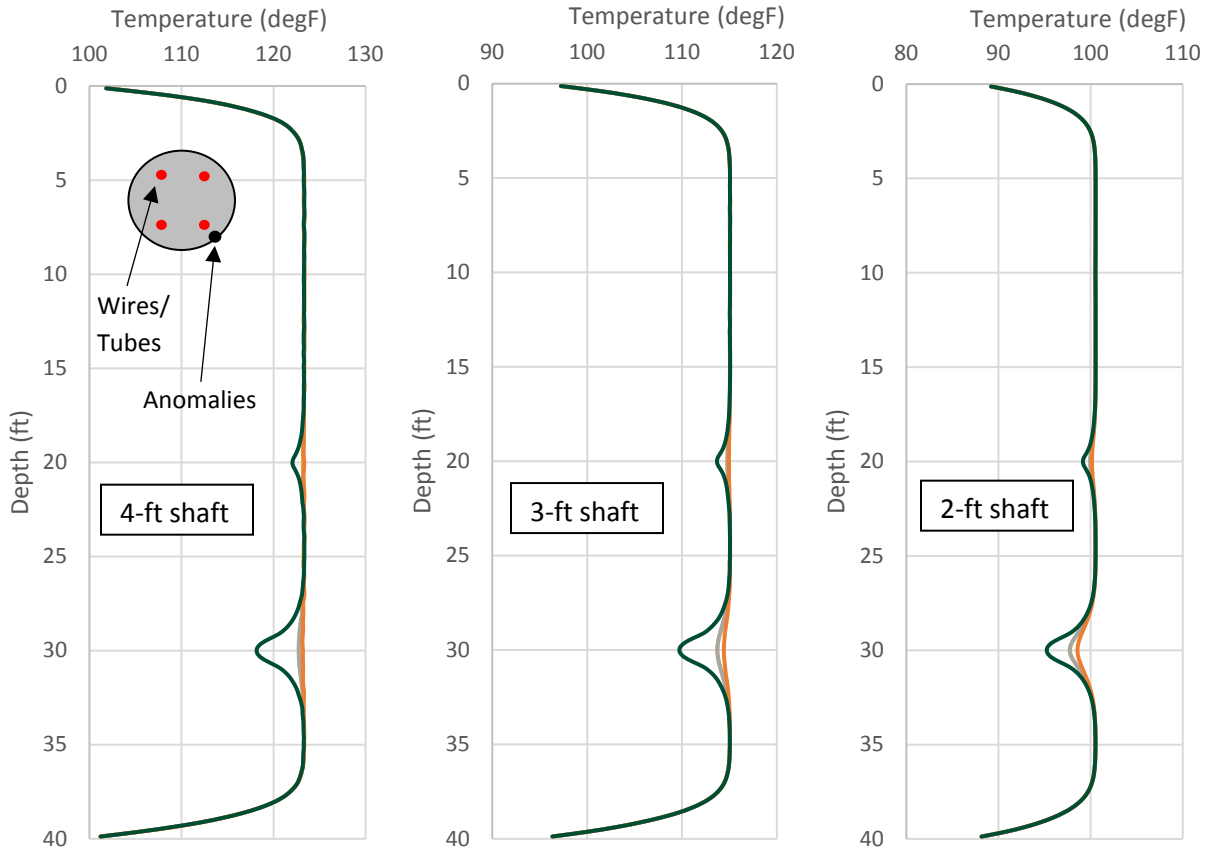 Temperature (degF)
100 110 120 130
0
5
10
15
20
25
30
35
40
Depth (ft)
Wires/
Tubes
Anomalies
4-ft shaft
Temperature (degF)
90 100 110 120
0
5
10
15
20
25
30
35
40
Depth (ft)
3-ft shaft
Temperature (degF)
80 90 100 110
0
5
10
15
20
25
30
35
40
Depth (ft)
2-ft shaft